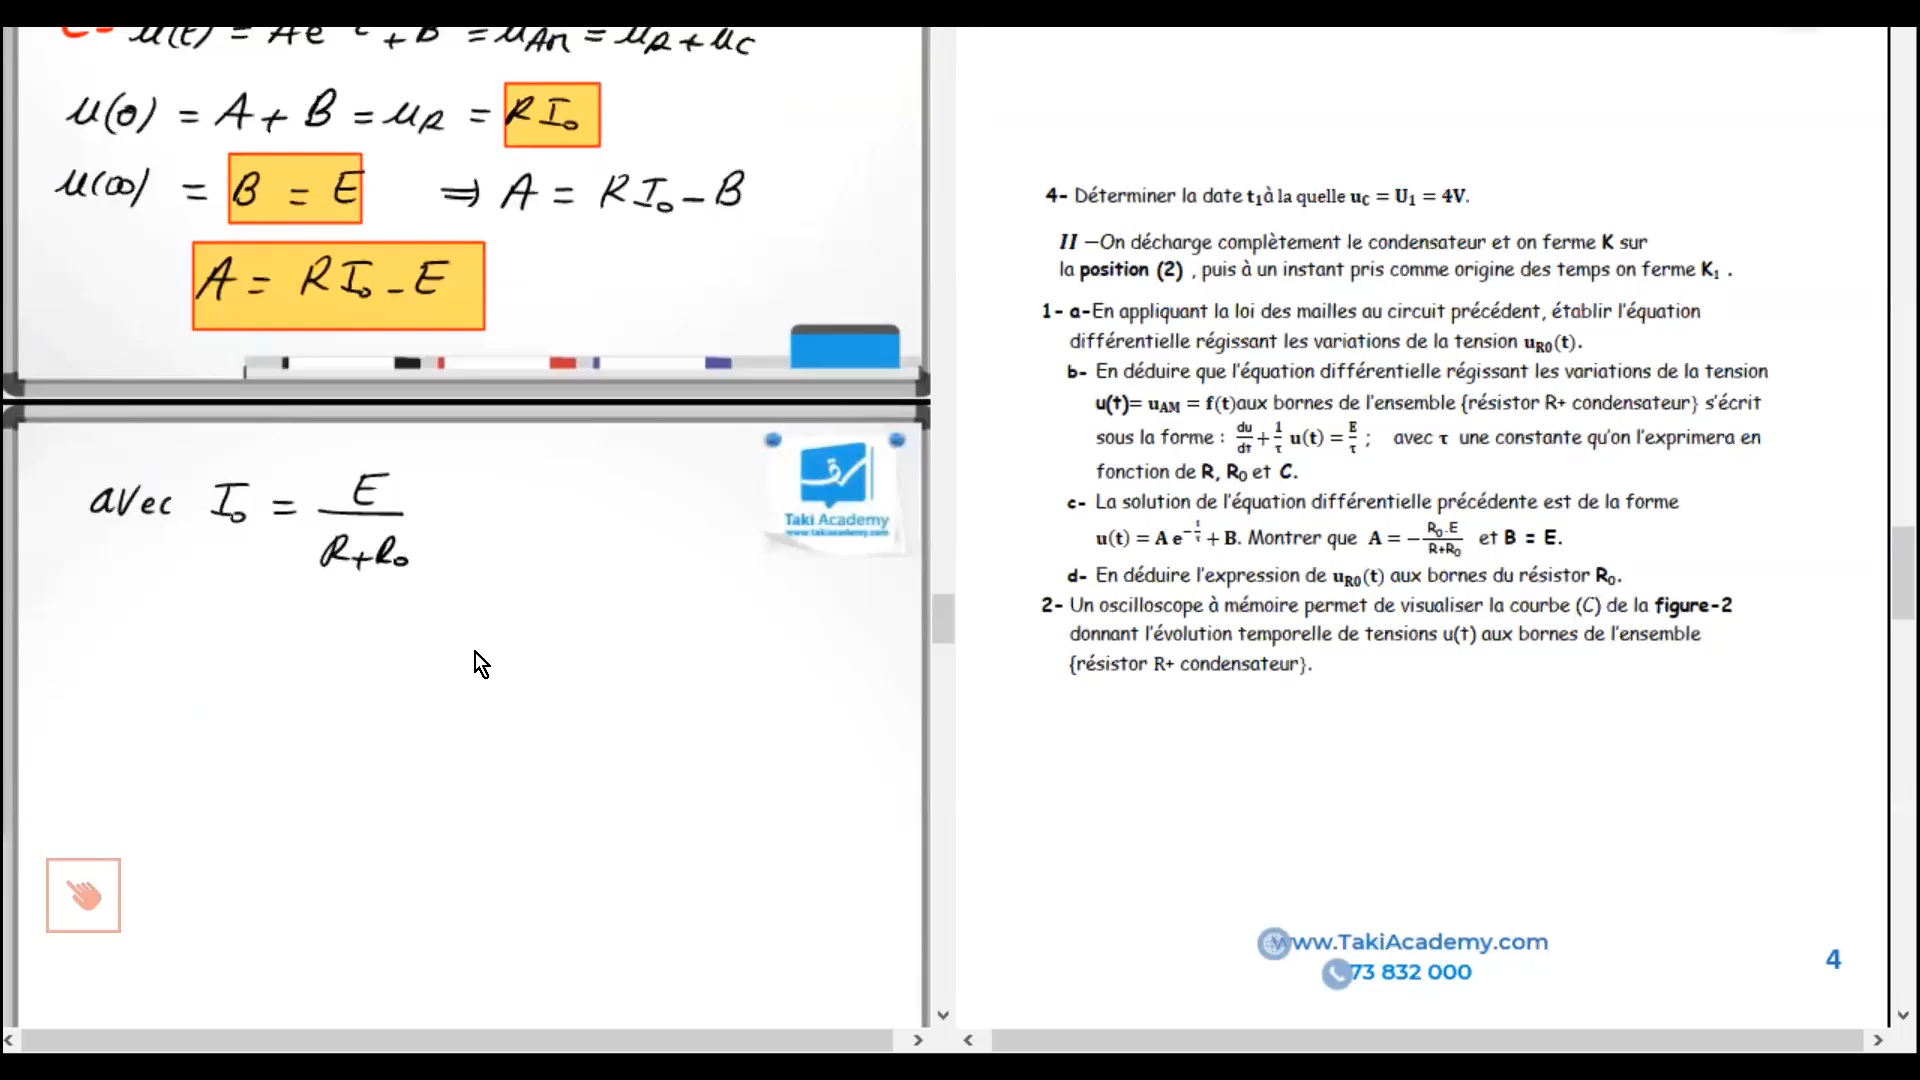 c- u(t) = Ae + B = uAM = uR + uC
u(0) = A + B = uR = RI₀
u(∞) = B = E ⇒ A = RI₀ - B
A = RI₀ - E
avec I₀ = E / (R+R₀)
Taki Academy
www.takiacademy.com
4- Déterminer la date t₁à la quelle uC = U₁ = 4V.
II –On décharge complètement le condensateur et on ferme K sur
la position (2) , puis à un instant pris comme origine des temps on ferme K₁ .
1- a-En appliquant la loi des mailles au circuit précédent, établir l'équation
différentielle régissant les variations de la tension uR0(t).
b- En déduire que l'équation différentielle régissant les variations de la tension
u(t)= uAM = f(t)aux bornes de l'ensemble {résistor R+ condensateur} s'écrit
sous la forme : du/dt + 1/τ u(t) = E/τ ; avec τ une constante qu'on l'exprimera en
fonction de R, R₀ et C.
c- La solution de l'équation différentielle précédente est de la forme
u(t) = A e^(-t/τ) + B. Montrer que A = - R₀.E/(R+R₀) et B = E.
d- En déduire l'expression de uR0(t) aux bornes du résistor R₀.
2- Un oscilloscope à mémoire permet de visualiser la courbe (C) de la figure-2
donnant l'évolution temporelle de tensions u(t) aux bornes de l'ensemble
{résistor R+ condensateur}.
www.TakiAcademy.com
73 832 000
4